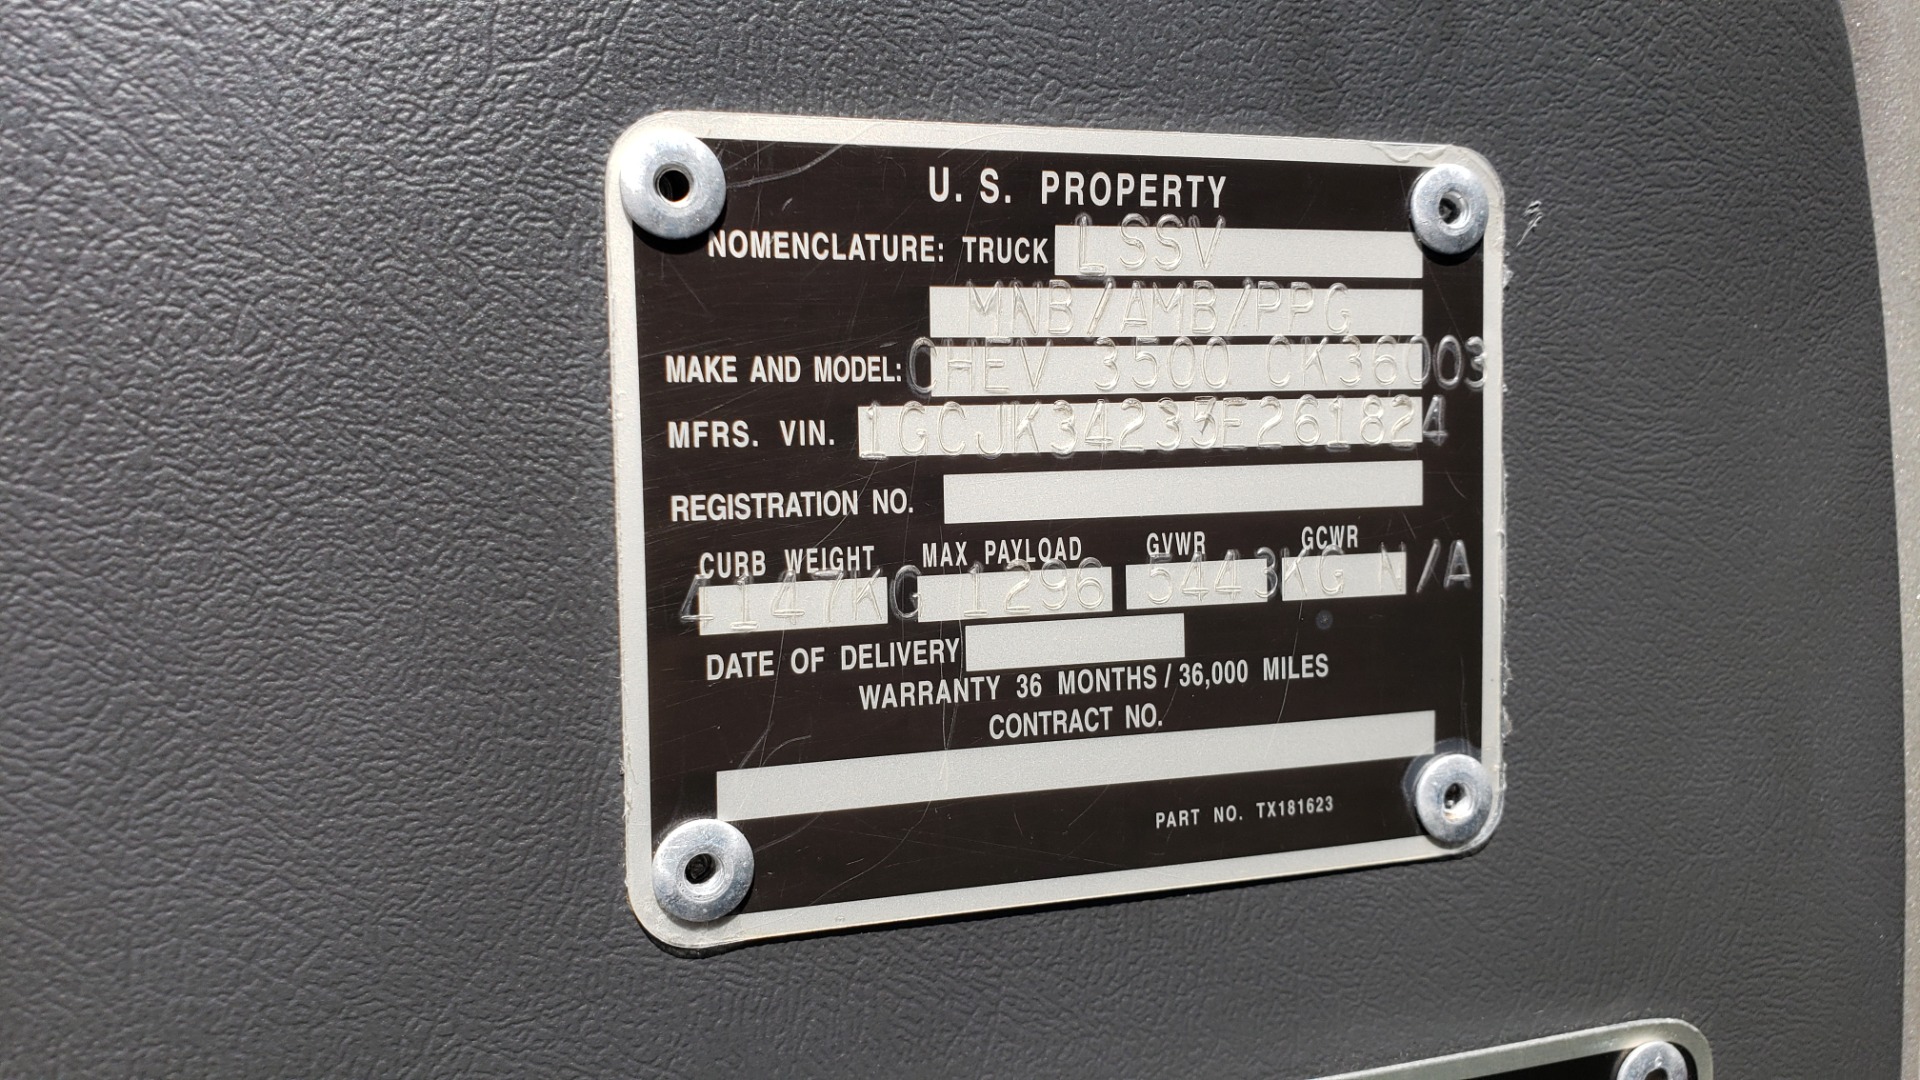 U. S. PROPERTY
NOMENCLATURE: TRUCK LSSV
MNB/AMB/PPG
MAKE AND MODEL: CHEV 3500 CK36003
MFRS. VIN. 1GCJK34233E261824
REGISTRATION NO.
CURB WEIGHT MAX PAYLOAD GVWR GCWR
4147KG 1296 5443KG N/A
DATE OF DELIVERY
WARRANTY 36 MONTHS / 36,000 MILES
CONTRACT NO.
PART NO. TX181623